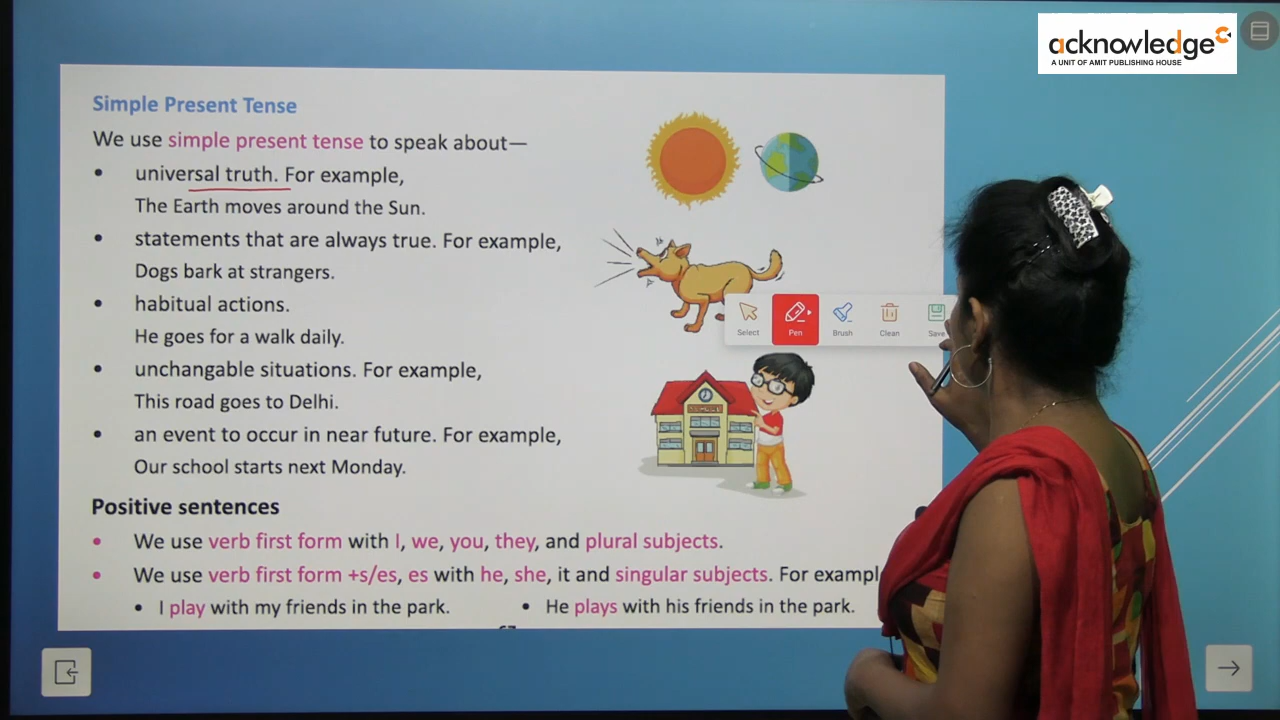 acknowledge
A UNIT OF AMIT PUBLISHING HOUSE
Simple Present Tense
We use simple present tense to speak about—
• universal truth. For example,
The Earth moves around the Sun.
• statements that are always true. For example,
Dogs bark at strangers.
• habitual actions.
He goes for a walk daily.
• unchangable situations. For example,
This road goes to Delhi.
• an event to occur in near future. For example,
Our school starts next Monday.
Select Pen Brush Clean Save
Positive sentences
• We use verb first form with I, we, you, they, and plural subjects.
• We use verb first form +s/es, es with he, she, it and singular subjects. For exampl
• I play with my friends in the park. • He plays with his friends in the park.